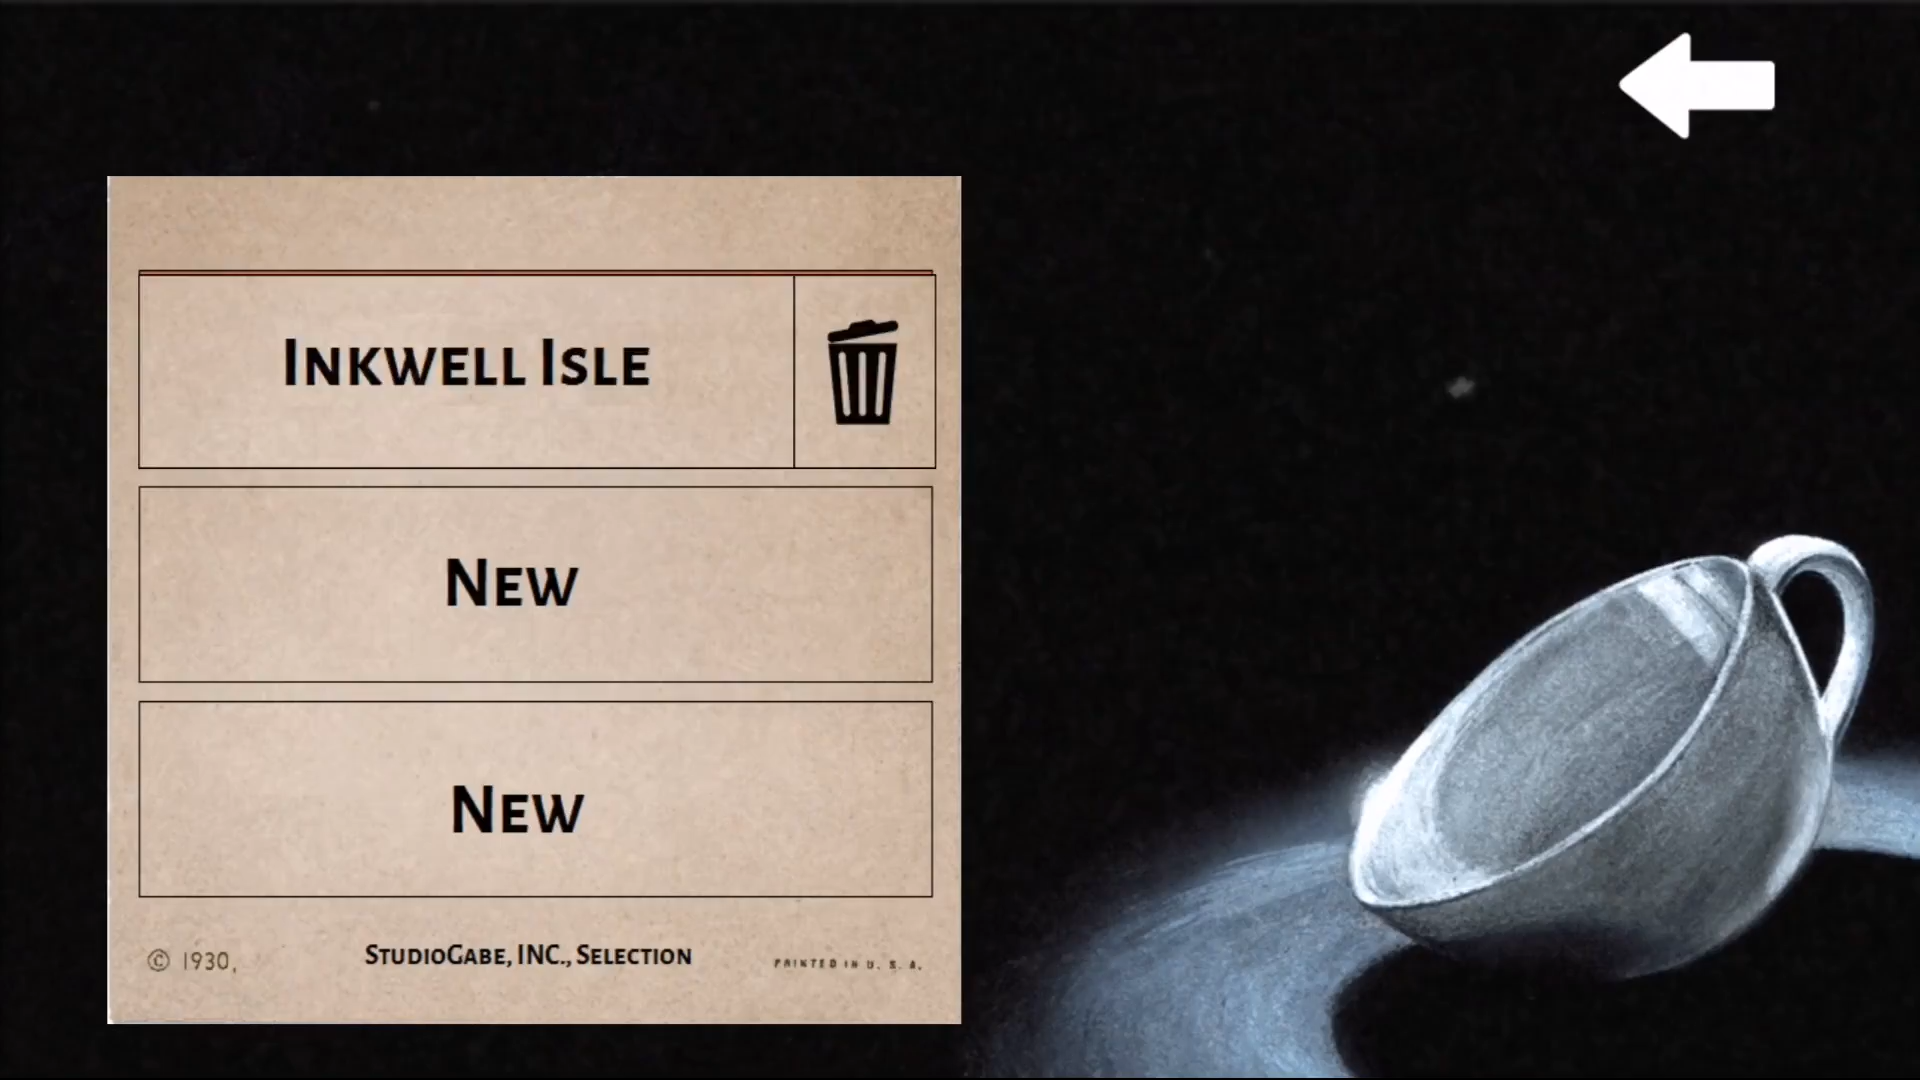 Inkwell Isle
New
New
© 1930,
StudioGabe, INC., Selection
PRINTED IN U. S. A.